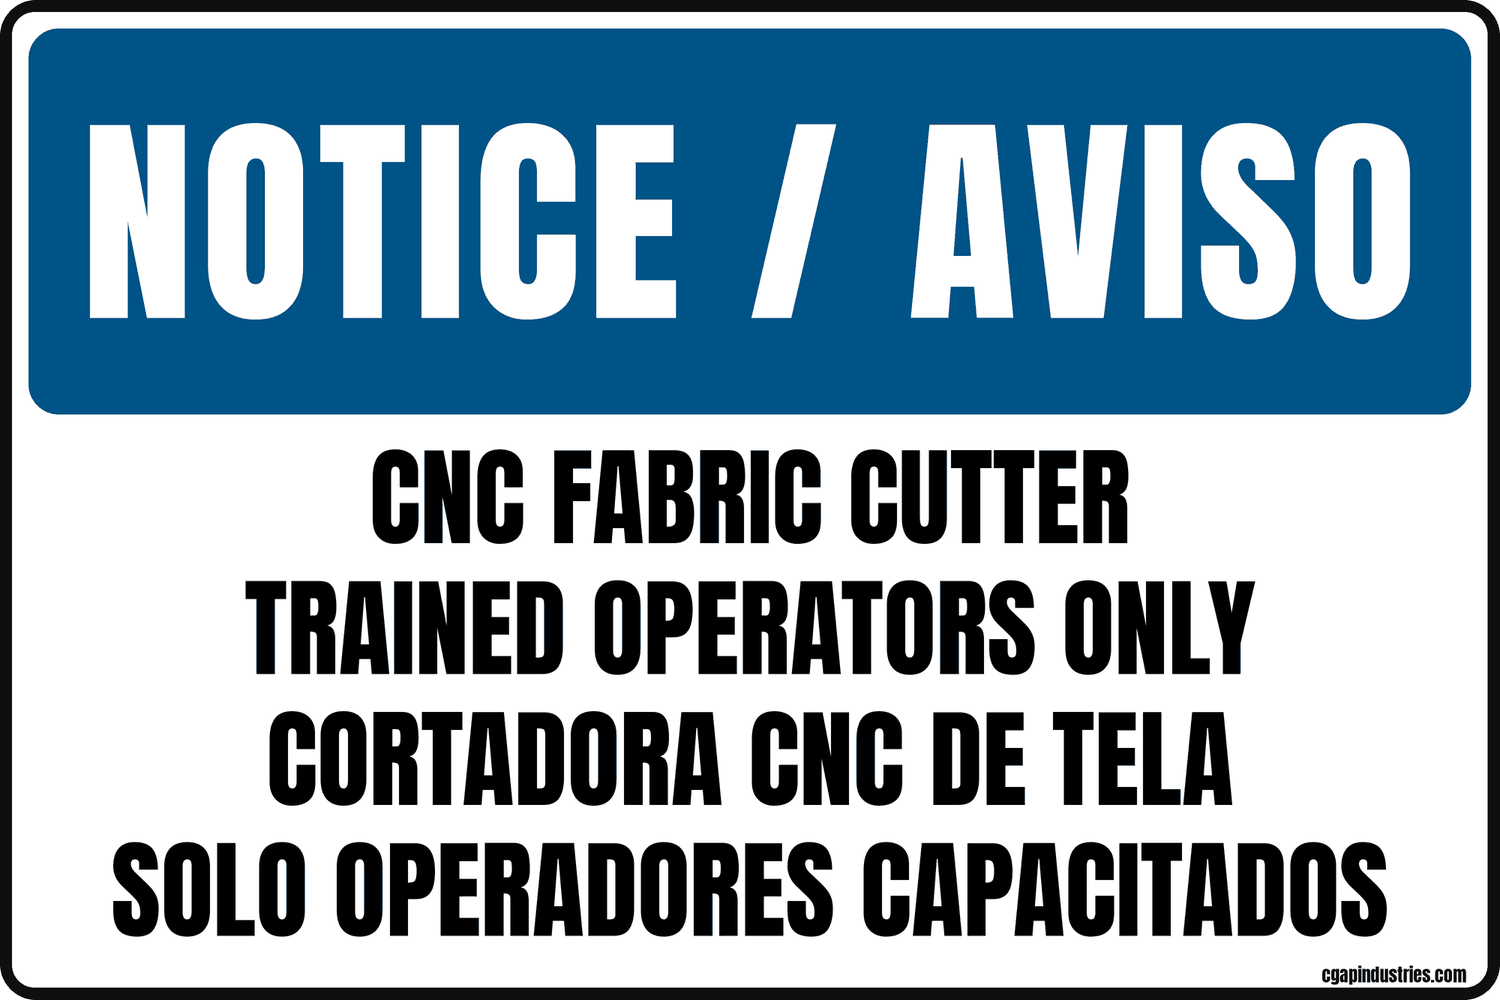 NOTICE / AVISO
CNC FABRIC CUTTER
TRAINED OPERATORS ONLY
CORTADORA CNC DE TELA
SOLO OPERADORES CAPACITADOS
cgapindustries.com